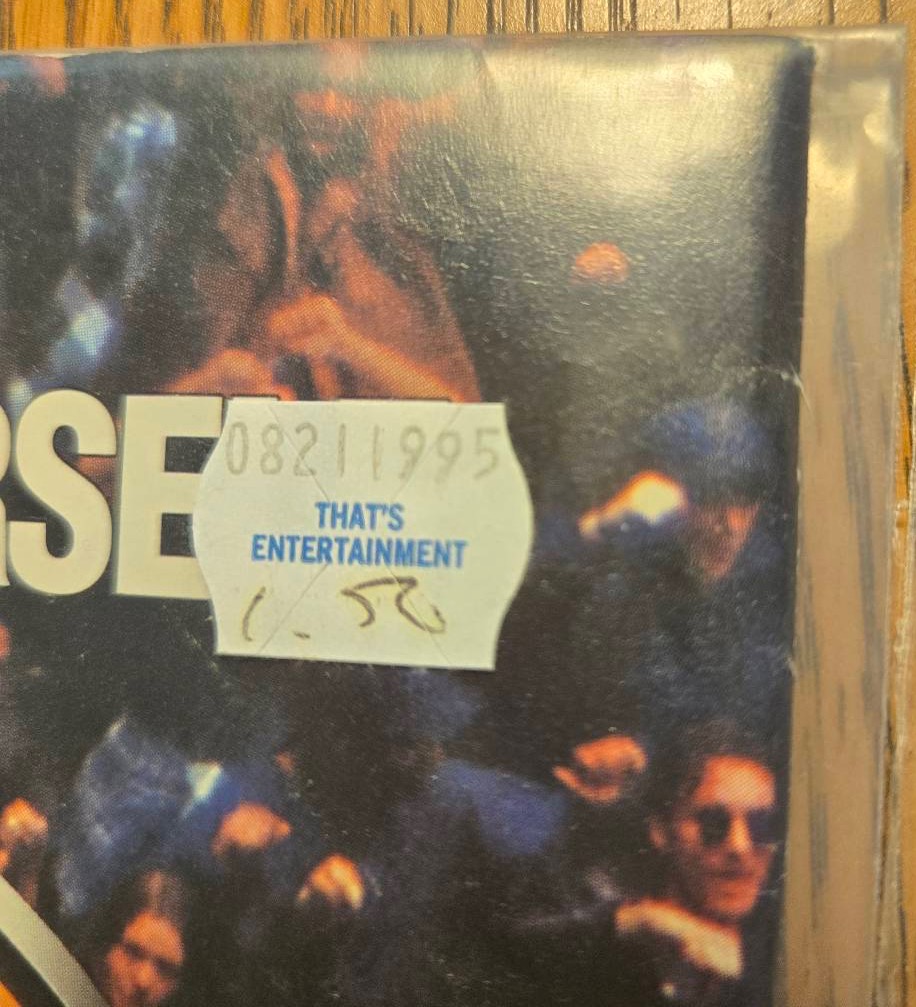 RSE
08211995
THAT'S
ENTERTAINMENT
1.50